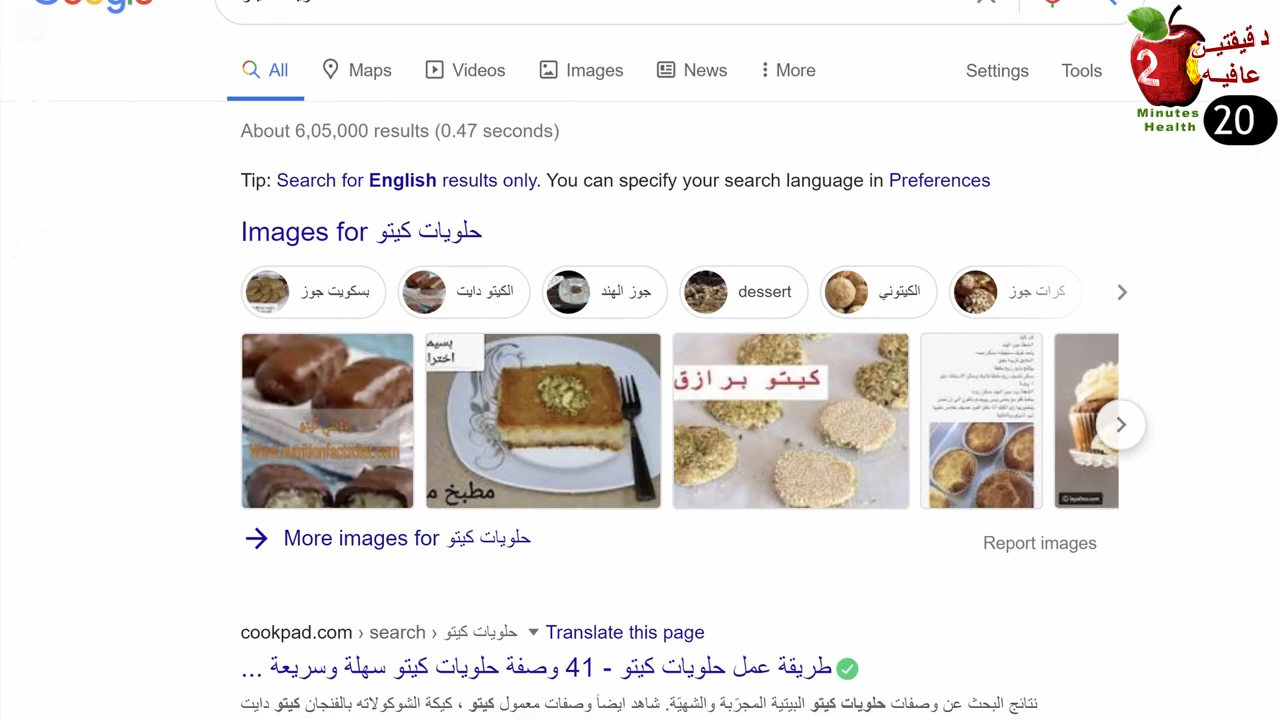 All Maps Videos Images News More Settings Tools
دقيقتين
عافيه
2
Minutes
Health
20
About 6,05,000 results (0.47 seconds)
Tip: Search for English results only. You can specify your search language in Preferences
Images for حلويات كيتو
بسكويت جوز
الكيتو دايت
جوز الهند
dessert
الكيتوني
كرات جوز
www.nutritionfactsdiet.com
مطبخ
كيتو برازق
More images for حلويات كيتو
Report images
cookpad.com › search › حلويات كيتو Translate this page
طريقة عمل حلويات كيتو - 41 وصفة حلويات كيتو سهلة وسريعة ...
نتائج البحث عن وصفات حلويات كيتو البيتية المجرّبة والشهيّة. شاهد ايضاً وصفات معمول كيتو ، كيكة الشوكولاته بالفنجان كيتو دايت